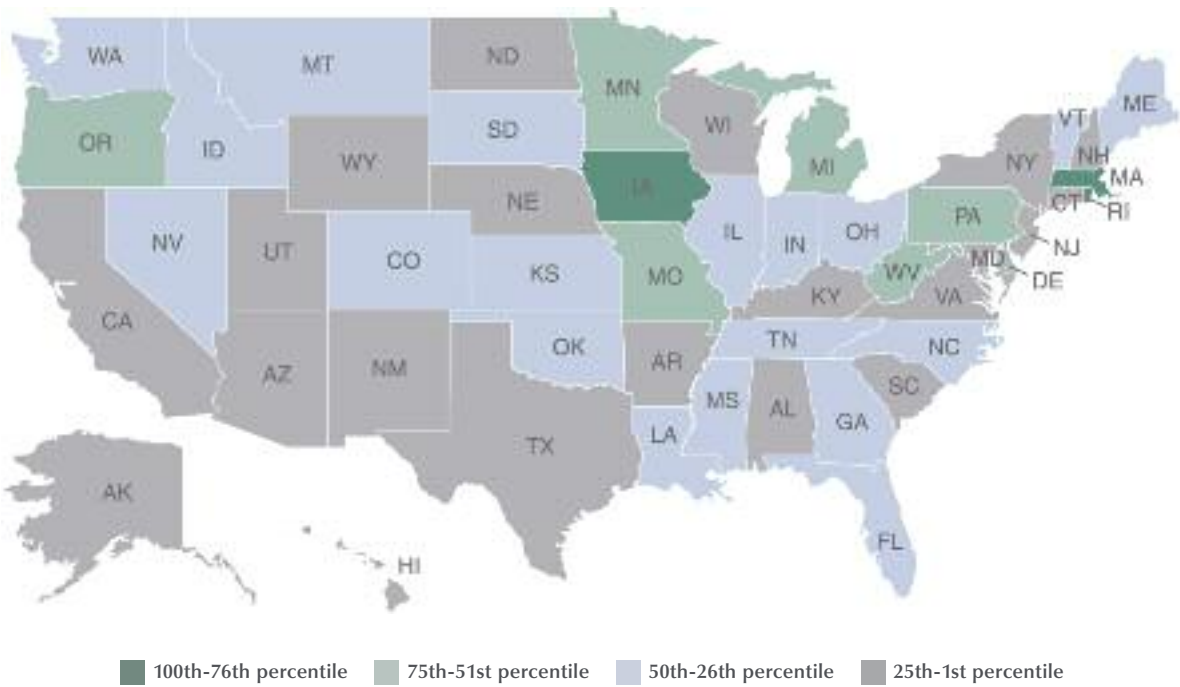 WA
MT
ND
MN
ME
VT
OR
ID
SD
WI
WY
NY
NH
MI
MA
IA
NE
CT
RI
PA
NV
IL
IN
OH
NJ
UT
CO
KS
MO
WV
MD
DE
KY
VA
CA
OK
TN
NC
AZ
NM
AR
SC
MS
AL
GA
LA
TX
AK
FL
HI
100th-76th percentile
75th-51st percentile
50th-26th percentile
25th-1st percentile